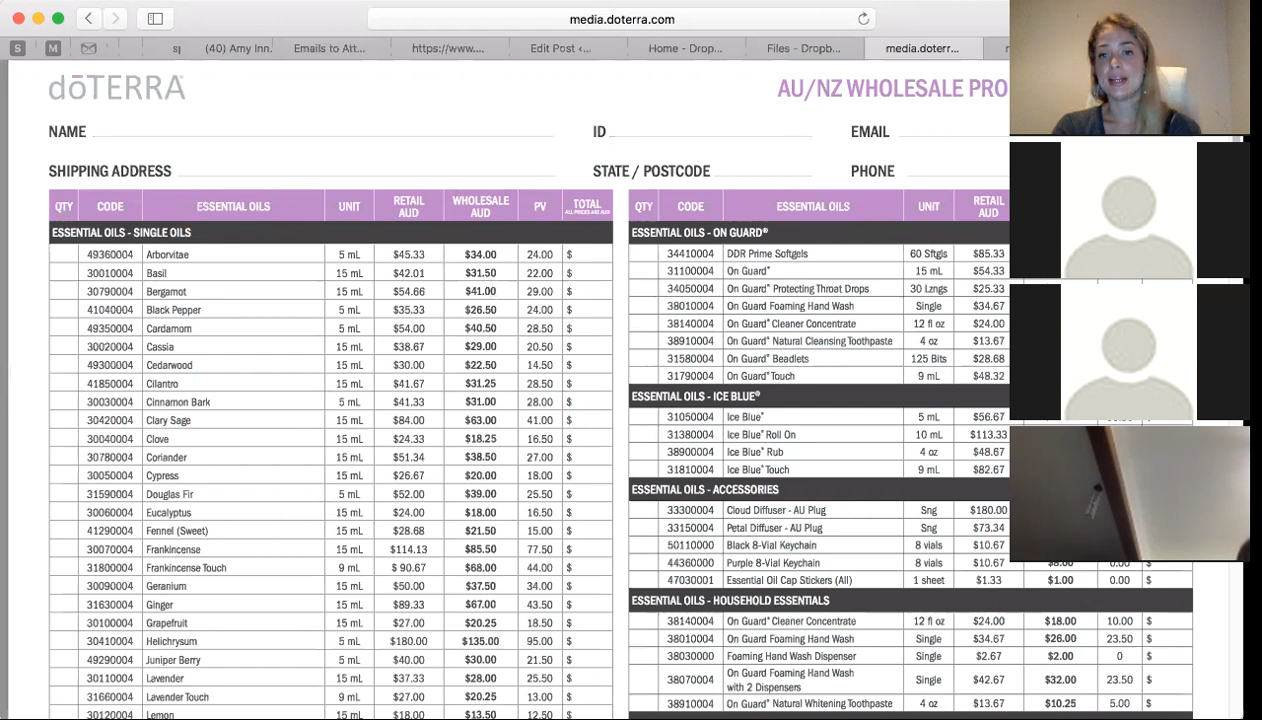 media.doterra.com
S
M
(40) Amy Inn.
Emails to Att...
https://www....
Edit Post ‹...
Home - Drop...
Files - Dropb...
media.doterr...
dōTERRA
AU/NZ WHOLESALE PRO
NAME
ID
EMAIL
SHIPPING ADDRESS
STATE / POSTCODE
PHONE
QTY CODE ESSENTIAL OILS UNIT RETAIL AUD WHOLESALE AUD PV TOTAL ALL PRICES ARE AUD
ESSENTIAL OILS - SINGLE OILS
49360004 Arborvitae 5 mL $45.33 $34.00 24.00 $
30010004 Basil 15 mL $42.01 $31.50 22.00 $
30790004 Bergamot 15 mL $54.66 $41.00 29.00 $
41040004 Black Pepper 5 mL $35.33 $26.50 24.00 $
49350004 Cardamom 5 mL $54.00 $40.50 28.50 $
30020004 Cassia 15 mL $38.67 $29.00 20.50 $
49300004 Cedarwood 15 mL $30.00 $22.50 14.50 $
41850004 Cilantro 15 mL $41.67 $31.25 28.50 $
30030004 Cinnamon Bark 5 mL $41.33 $31.00 28.00 $
30420004 Clary Sage 15 mL $84.00 $63.00 41.00 $
30040004 Clove 15 mL $24.33 $18.25 16.50 $
30780004 Coriander 15 mL $51.34 $38.50 27.00 $
30050004 Cypress 15 mL $26.67 $20.00 18.00 $
31590004 Douglas Fir 5 mL $52.00 $39.00 25.50 $
30060004 Eucalyptus 15 mL $24.00 $18.00 16.50 $
41290004 Fennel (Sweet) 15 mL $28.68 $21.50 15.00 $
30070004 Frankincense 15 mL $114.13 $85.50 77.50 $
31800004 Frankincense Touch 9 mL $ 90.67 $68.00 44.00 $
30090004 Geranium 15 mL $50.00 $37.50 34.00 $
31630004 Ginger 15 mL $89.33 $67.00 43.50 $
30100004 Grapefruit 15 mL $27.00 $20.25 18.50 $
30410004 Helichrysum 5 mL $180.00 $135.00 95.00 $
49290004 Juniper Berry 5 mL $40.00 $30.00 21.50 $
30110004 Lavender 15 mL $37.33 $28.00 25.50 $
31660004 Lavender Touch 9 mL $27.00 $20.25 13.00 $
30120004 Lemon 15 mL $18.00 $13.50 12.50 $
QTY CODE ESSENTIAL OILS UNIT RETAIL AUD
ESSENTIAL OILS - ON GUARD®
34410004 DDR Prime Softgels 60 Sftgls $85.33
31100004 On Guard® 15 mL $54.33
34050004 On Guard® Protecting Throat Drops 30 Lzngs $25.33
38010004 On Guard Foaming Hand Wash Single $34.67
38140004 On Guard® Cleaner Concentrate 12 fl oz $24.00
38910004 On Guard® Natural Cleansing Toothpaste 4 oz $13.67
31580004 On Guard® Beadlets 125 Bits $28.68
31790004 On Guard® Touch 9 mL $48.32
ESSENTIAL OILS - ICE BLUE®
31050004 Ice Blue® 5 mL $56.67
31380004 Ice Blue® Roll On 10 mL $113.33
38900004 Ice Blue® Rub 4 oz $48.67
31810004 Ice Blue® Touch 9 mL $82.67
ESSENTIAL OILS - ACCESSORIES
33300004 Cloud Diffuser - AU Plug Sng $180.00
33150004 Petal Diffuser - AU Plug Sng $73.34
50110000 Black 8-Vial Keychain 8 vials $10.67
44360000 Purple 8-Vial Keychain 8 vials $10.67 $8.00 0.00 $
47030001 Essential Oil Cap Stickers (All) 1 sheet $1.33 $1.00 0.00 $
ESSENTIAL OILS - HOUSEHOLD ESSENTIALS
38140004 On Guard® Cleaner Concentrate 12 fl oz $24.00 $18.00 10.00 $
38010004 On Guard Foaming Hand Wash Single $34.67 $26.00 23.50 $
38030000 Foaming Hand Wash Dispenser Single $2.67 $2.00 0 $
38070004 On Guard Foaming Hand Wash with 2 Dispensers Single $42.67 $32.00 23.50 $
38910004 On Guard® Natural Whitening Toothpaste 4 oz $13.67 $10.25 5.00 $